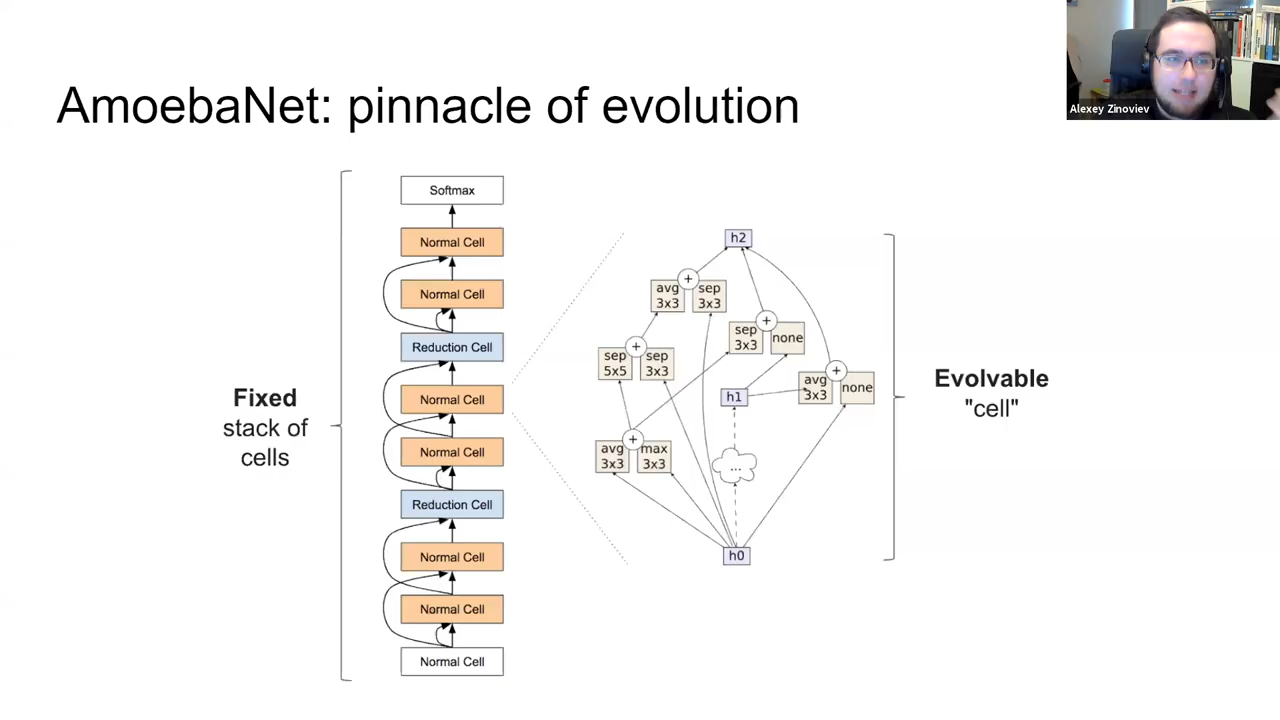 AmoebaNet: pinnacle of evolution
Alexey Zinoviev
Fixed
stack of
cells
Softmax
Normal Cell
Normal Cell
Reduction Cell
Normal Cell
Normal Cell
Reduction Cell
Normal Cell
Normal Cell
Normal Cell
h2
avg
3x3
sep
3x3
+
sep
3x3
none
+
sep
5x5
sep
3x3
+
avg
3x3
none
+
h1
avg
3x3
max
3x3
+
...
h0
Evolvable
"cell"